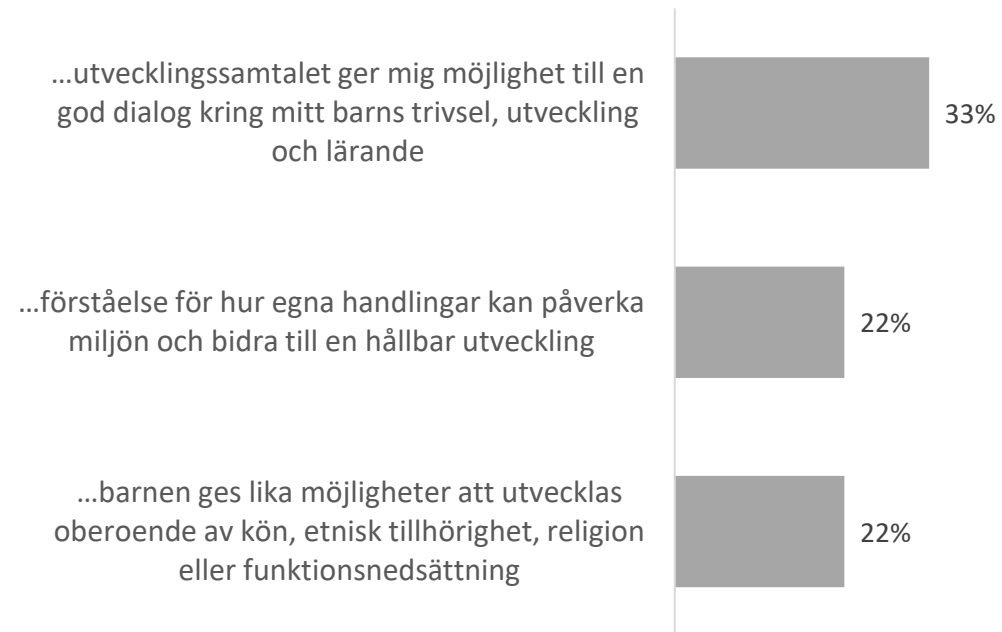 ...utvecklingssamtalet ger mig möjlighet till en
god dialog kring mitt barns trivsel, utveckling
och lärande
33%
...förståelse för hur egna handlingar kan påverka
miljön och bidra till en hållbar utveckling
22%
...barnen ges lika möjligheter att utvecklas
oberoende av kön, etnisk tillhörighet, religion
eller funktionsnedsättning
22%